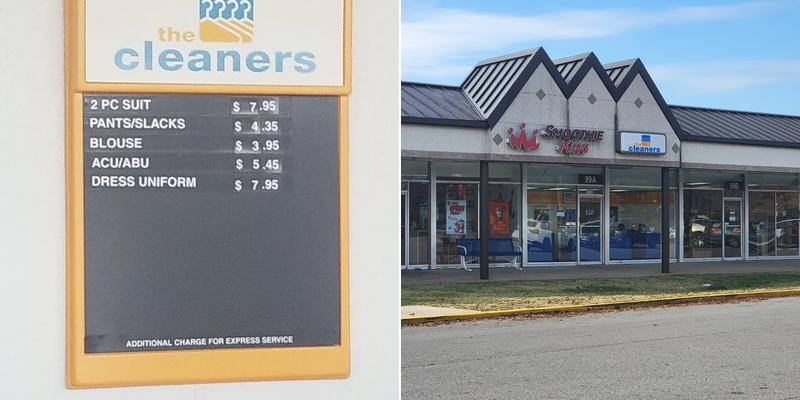 the
cleaners
2 PC SUIT $ 7.95
PANTS/SLACKS $ 4.35
BLOUSE $ 3.95
ACU/ABU $ 5.45
DRESS UNIFORM $ 7.95
ADDITIONAL CHARGE FOR EXPRESS SERVICE
SMOOTHIE
KING
cleaners
99A
99B